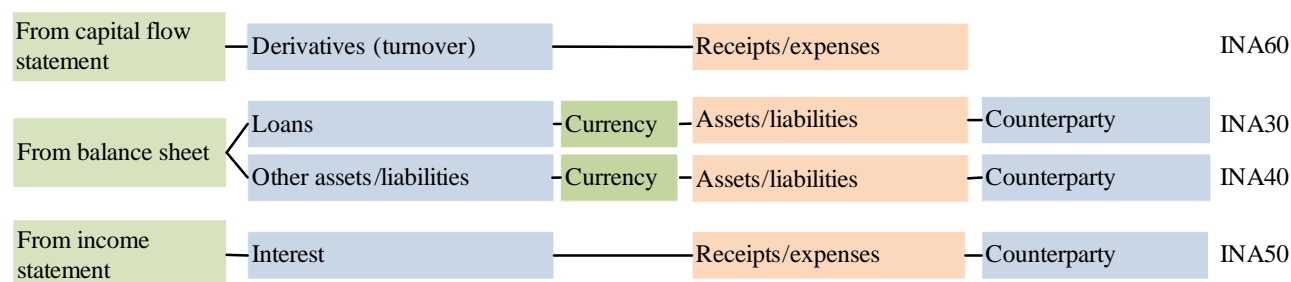 From capital flow
statement
Derivatives (turnover)
Receipts/expenses
INA60
From balance sheet
Loans
Currency
Assets/liabilities
Counterparty
INA30
Other assets/liabilities
Currency
Assets/liabilities
Counterparty
INA40
From income
statement
Interest
Receipts/expenses
Counterparty
INA50